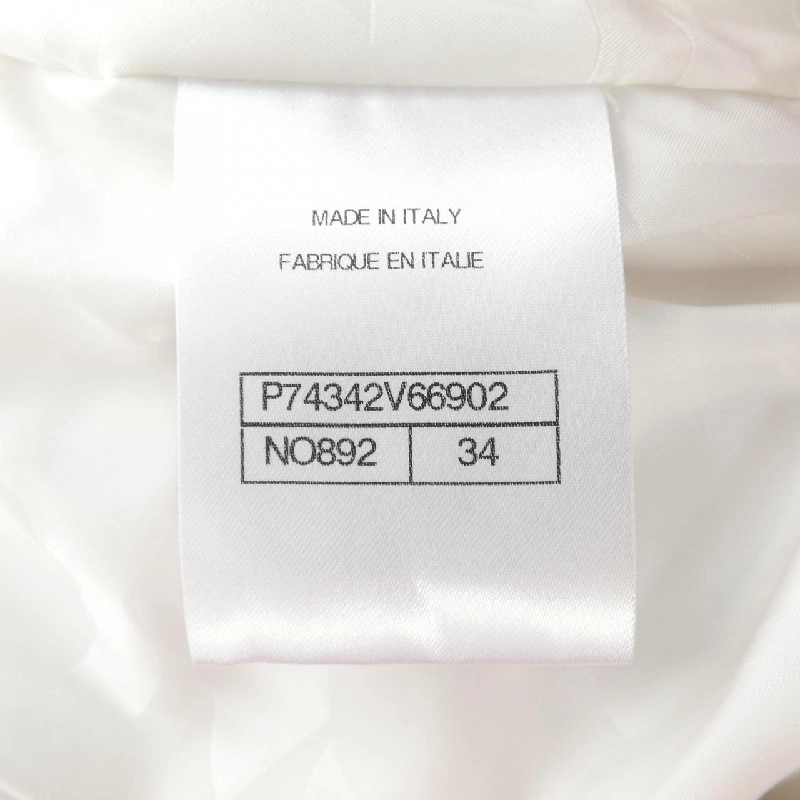 MADE IN ITALY
FABRIQUE EN ITALIE
P74342V66902
NO892 34